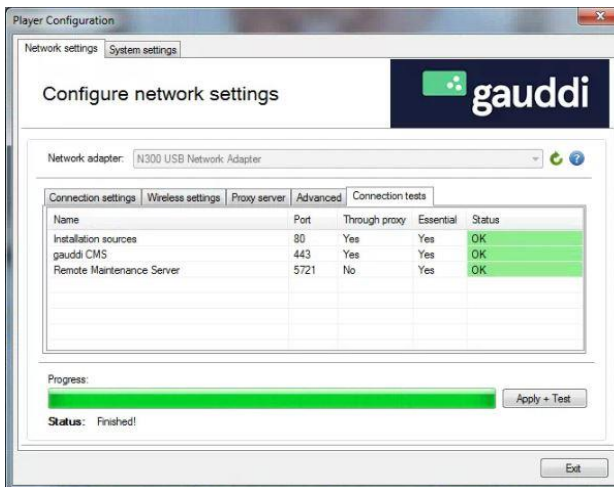 Player Configuration
Network settings System settings
Configure network settings
gauddi
Network adapter: N300 USB Network Adapter
Connection settings Wireless settings Proxy server Advanced Connection tests
Name Port Through proxy Essential Status
Installation sources 80 Yes Yes OK
gauddi CMS 443 Yes Yes OK
Remote Maintenance Server 5721 No Yes OK
Progress:
Apply + Test
Status: Finished!
Exit